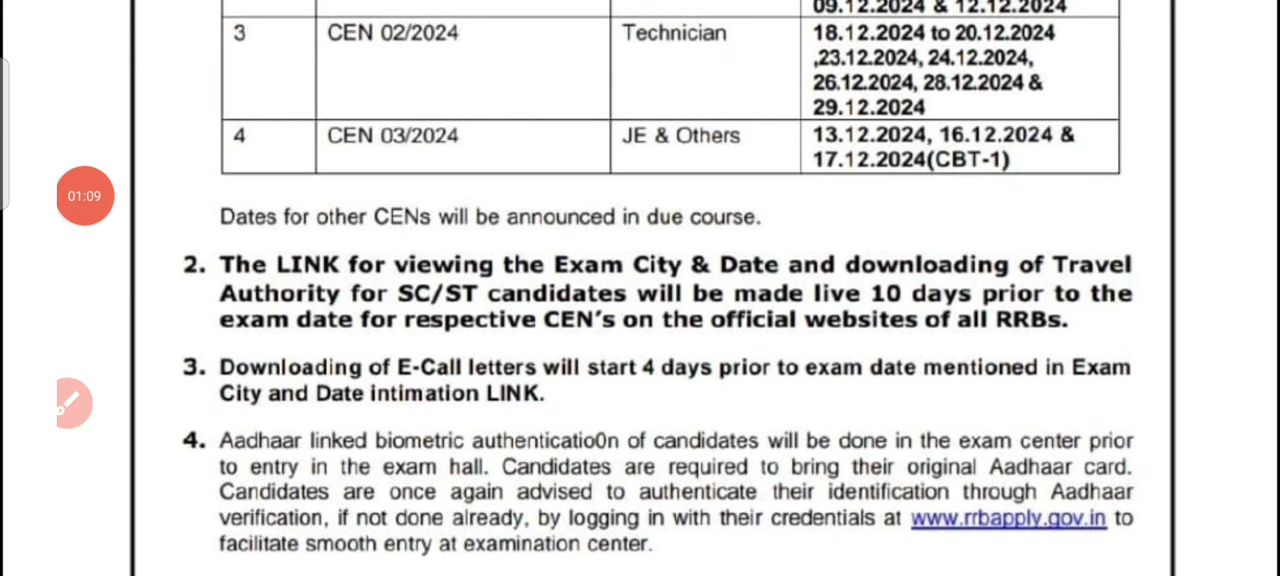 09.12.2024 & 12.12.2024
3 CEN 02/2024 Technician 18.12.2024 to 20.12.2024
,23.12.2024, 24.12.2024,
26.12.2024, 28.12.2024 &
29.12.2024
4 CEN 03/2024 JE & Others 13.12.2024, 16.12.2024 &
17.12.2024(CBT-1)
01:09
Dates for other CENs will be announced in due course.
2. The LINK for viewing the Exam City & Date and downloading of Travel
Authority for SC/ST candidates will be made live 10 days prior to the
exam date for respective CEN's on the official websites of all RRBs.
3. Downloading of E-Call letters will start 4 days prior to exam date mentioned in Exam
City and Date intimation LINK.
4. Aadhaar linked biometric authenticatio0n of candidates will be done in the exam center prior
to entry in the exam hall. Candidates are required to bring their original Aadhaar card.
Candidates are once again advised to authenticate their identification through Aadhaar
verification, if not done already, by logging in with their credentials at www.rrbapply.gov.in to
facilitate smooth entry at examination center.